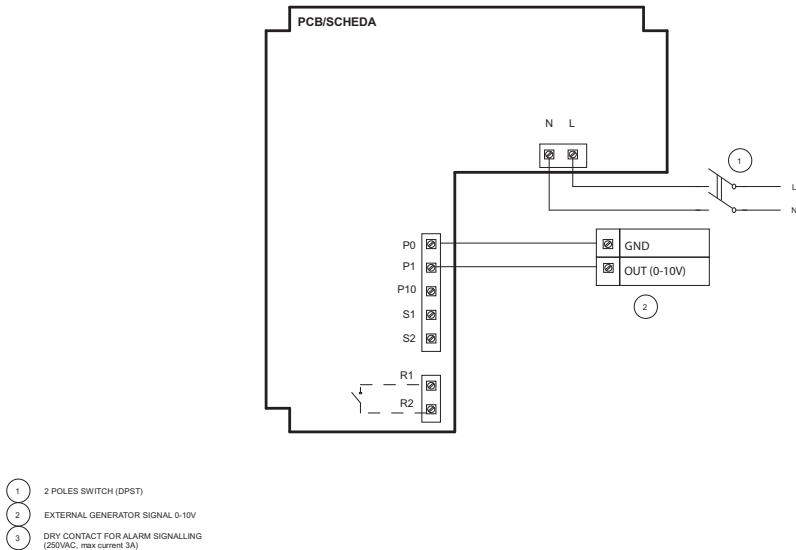 PCB/SCHEDA
N L
1
L
N
P0
GND
P1
OUT (0-10V)
P10
2
S1
S2
R1
R2
1 2 POLES SWITCH (DPST)
2 EXTERNAL GENERATOR SIGNAL 0-10V
3 DRY CONTACT FOR ALARM SIGNALLING
(250VAC, max current 3A)